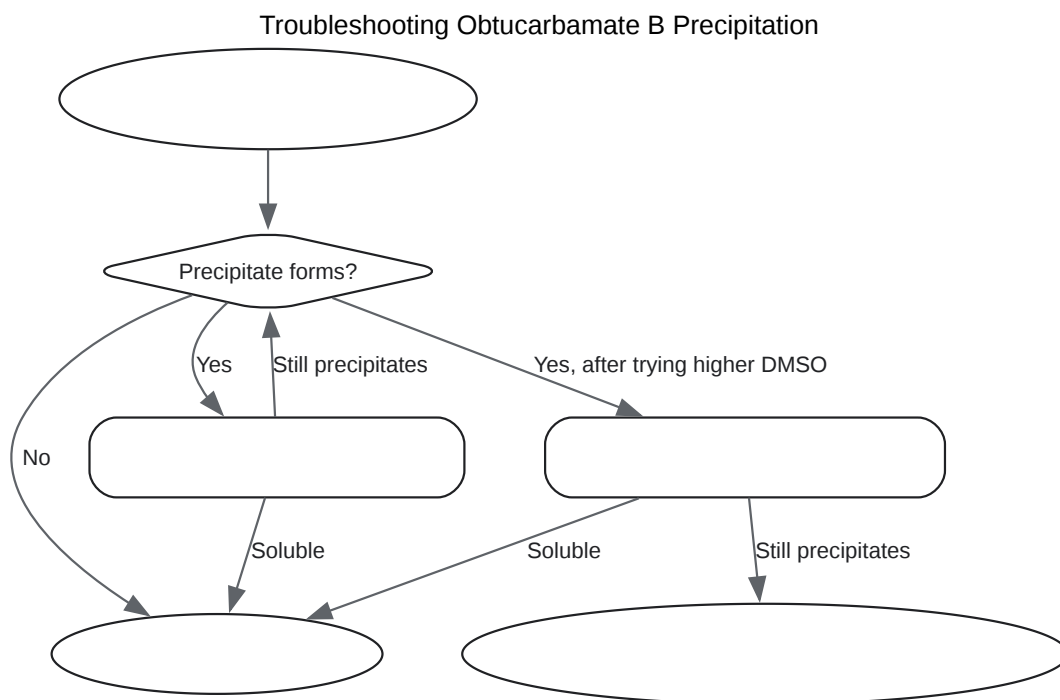 Troubleshooting Obtucarbamate B Precipitation
Precipitate forms?
Yes
Still precipitates
Yes, after trying higher DMSO
No
Soluble
Soluble
Still precipitates